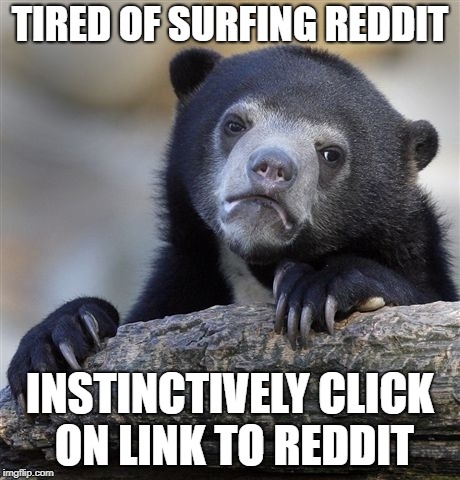 TIRED OF SURFING REDDIT
INSTINCTIVELY CLICK
ON LINK TO REDDIT
imgflip.com